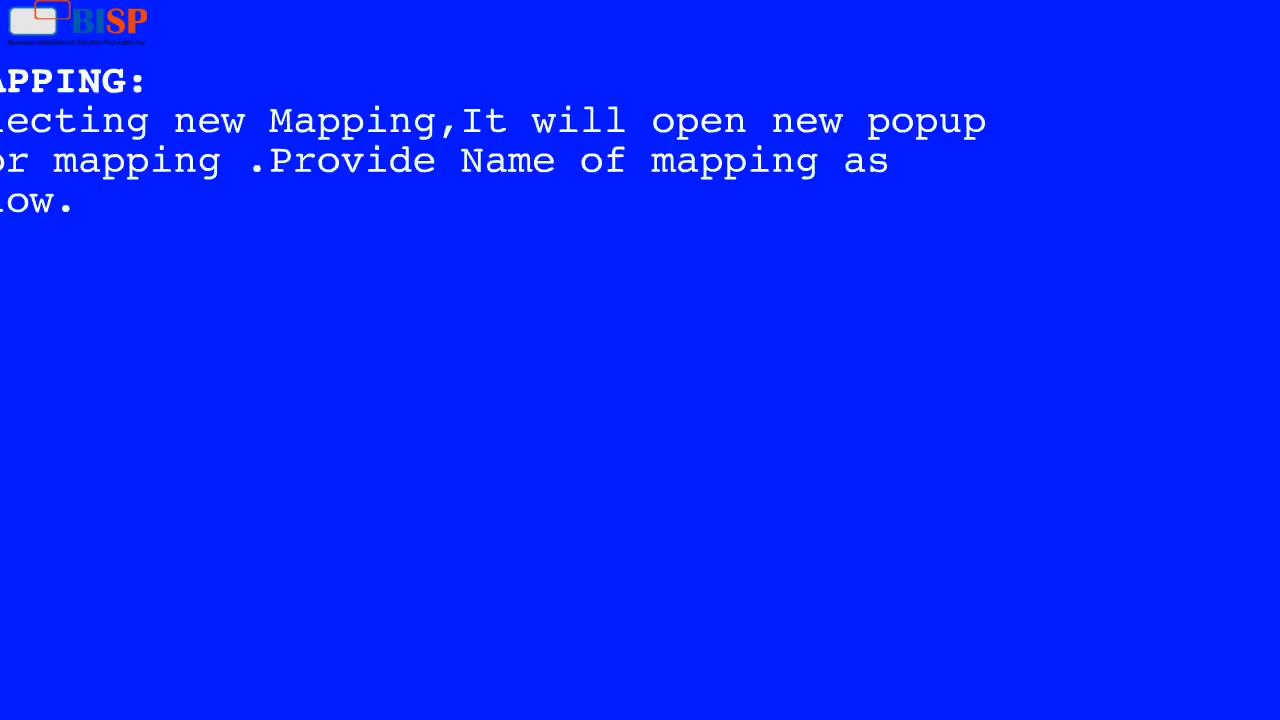 BISP
APPING:
lecting new Mapping,It will open new popup
or mapping .Provide Name of mapping as
low.